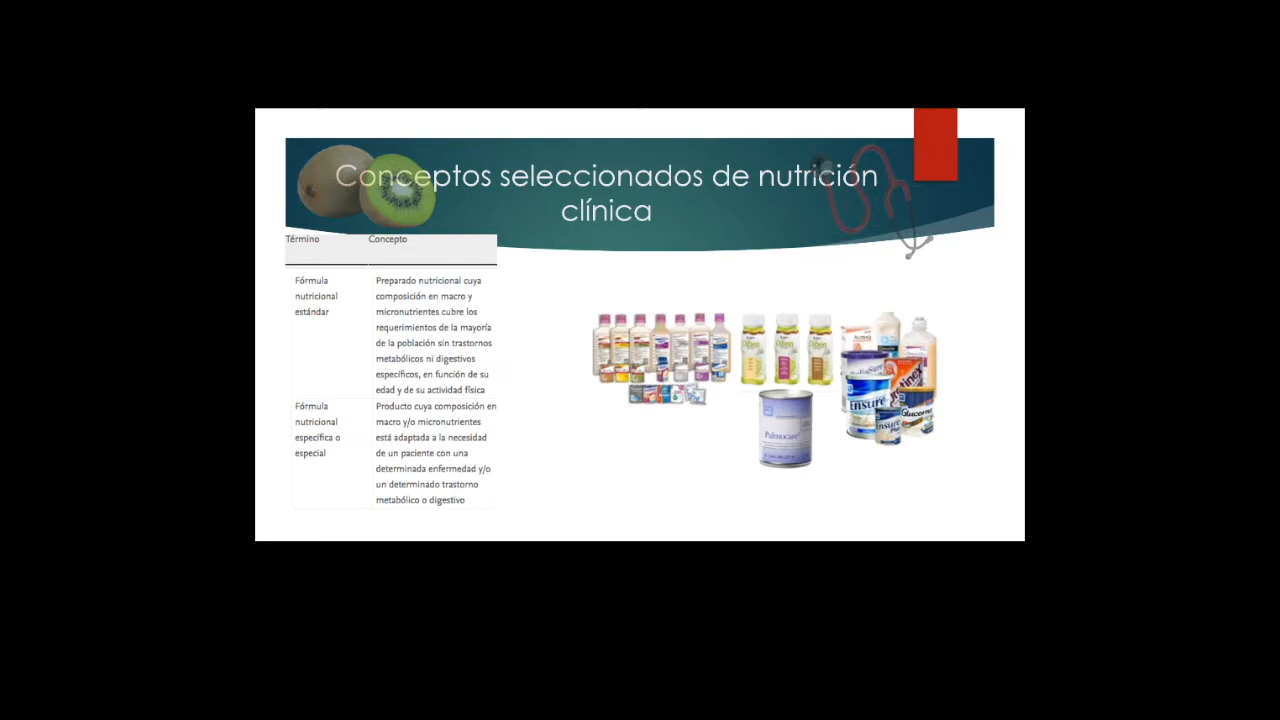 Conceptos seleccionados de nutrición
clínica
Término Concepto
Fórmula
nutricional
estándar
Preparado nutricional cuya
composición en macro y
micronutrientes cubre los
requerimientos de la mayoría
de la población sin trastornos
metabólicos ni digestivos
específicos, en función de su
edad y de su actividad física
Fórmula
nutricional
específica o
especial
Producto cuya composición en
macro y/o micronutrientes
está adaptada a la necesidad
de un paciente con una
determinada enfermedad y/o
un determinado trastorno
metabólico o digestivo
Pulmocare
Ensure
Glucerna
Ensure